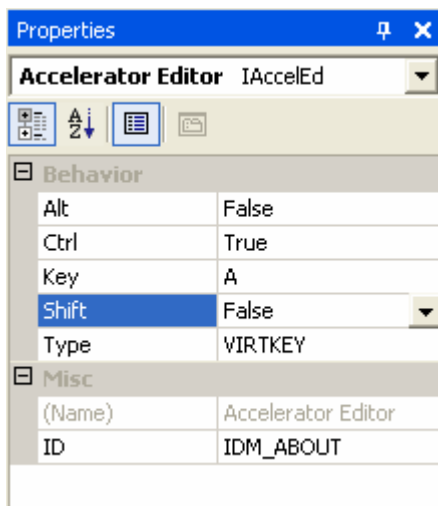 Properties
Accelerator Editor IAccelEd
A
Z
Behavior
Alt False
Ctrl True
Key A
Shift False
Type VIRTKEY
Misc
(Name) Accelerator Editor
ID IDM_ABOUT